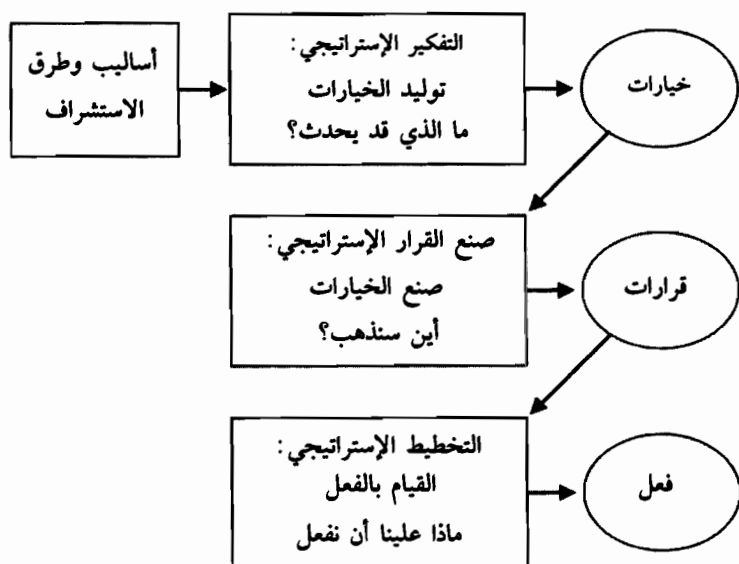 أساليب وطرق
الاستشراف
التفكير الإستراتيجي:
توليد الخيارات
ما الذي قد يحدث؟
خيارات
صنع القرار الإستراتيجي:
صنع الخيارات
أين سنذهب؟
قرارات
التخطيط الإستراتيجي:
القيام بالفعل
ماذا علينا أن نفعل
فعل